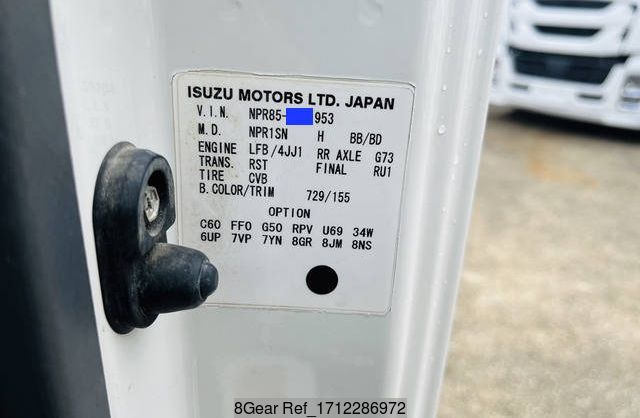 ISUZU MOTORS LTD. JAPAN
V.I.N. NPR85- 953
M.D. NPR1SN H BB/BD
ENGINE LFB/4JJ1 RR AXLE G73
TRANS. RST FINAL RU1
TIRE CVB
B.COLOR/TRIM 729/155
OPTION
C60 FF0 G50 RPV U69 34W
6UP 7VP 7YN 8GR 8JM 8NS
8Gear Ref_1712286972